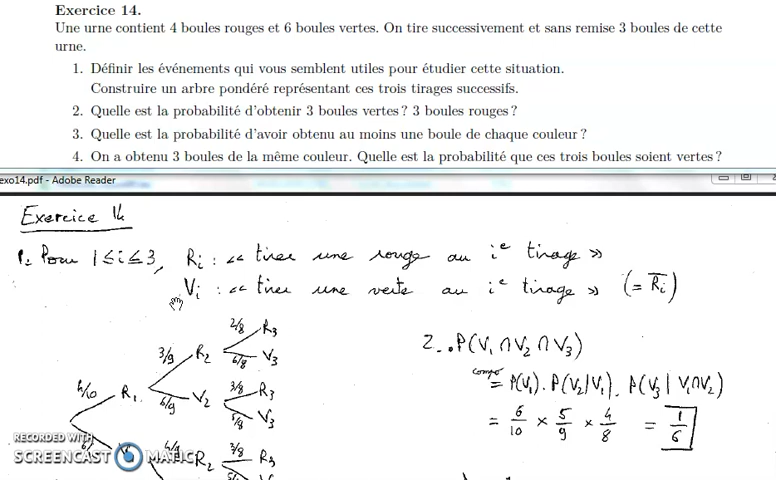 Exercice 14.
Une urne contient 4 boules rouges et 6 boules vertes. On tire successivement et sans remise 3 boules de cette
urne.
1. Définir les événements qui vous semblent utiles pour étudier cette situation.
Construire un arbre pondéré représentant ces trois tirages successifs.
2. Quelle est la probabilité d'obtenir 3 boules vertes ? 3 boules rouges ?
3. Quelle est la probabilité d'avoir obtenu au moins une boule de chaque couleur ?
4. On a obtenu 3 boules de la même couleur. Quelle est la probabilité que ces trois boules soient vertes ?
exo14.pdf - Adobe Reader
Exercice 14
1. Pour 1 ≤ i ≤ 3, Ri : << tirer une rouge au i^e tirage >>
Vi : << tirer une verte au i^e tirage >> (= R̅i)
2/8 R3
3/9 R2
6/8 V3
4/10 R1
6/9 V2
3/8 R3
5/8 V3
4/9 R2
3/8 R3
2. . P(V1 ∩ V2 ∩ V3)
compo = P(V1) . P(V2|V1) . P(V3 | V1∩V2)
= 6/10 × 5/9 × 4/8 = 1/6
RECORDED WITH
SCREENCAST MATIC